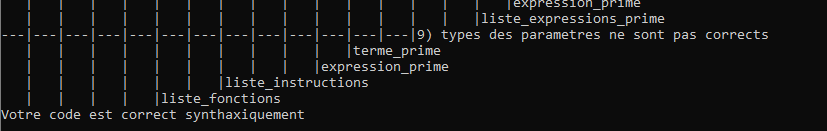 |   |   |   |   |   |   |   |   |   |   |   |   |   |   |   |expression_prime
   |   |   |   |   |   |   |   |   |   |   |   |   |   |   |liste_expressions_prime
---|---|---|---|---|---|---|---|---|---|---|---|---|9) types des parametres ne sont pas corrects
   |   |   |   |   |   |   |   |   |   |   |terme_prime
   |   |   |   |   |   |   |   |   |   |expression_prime
   |   |   |   |   |   |   |liste_instructions
   |   |   |   |   |liste_fonctions
Votre code est correct synthaxiquement